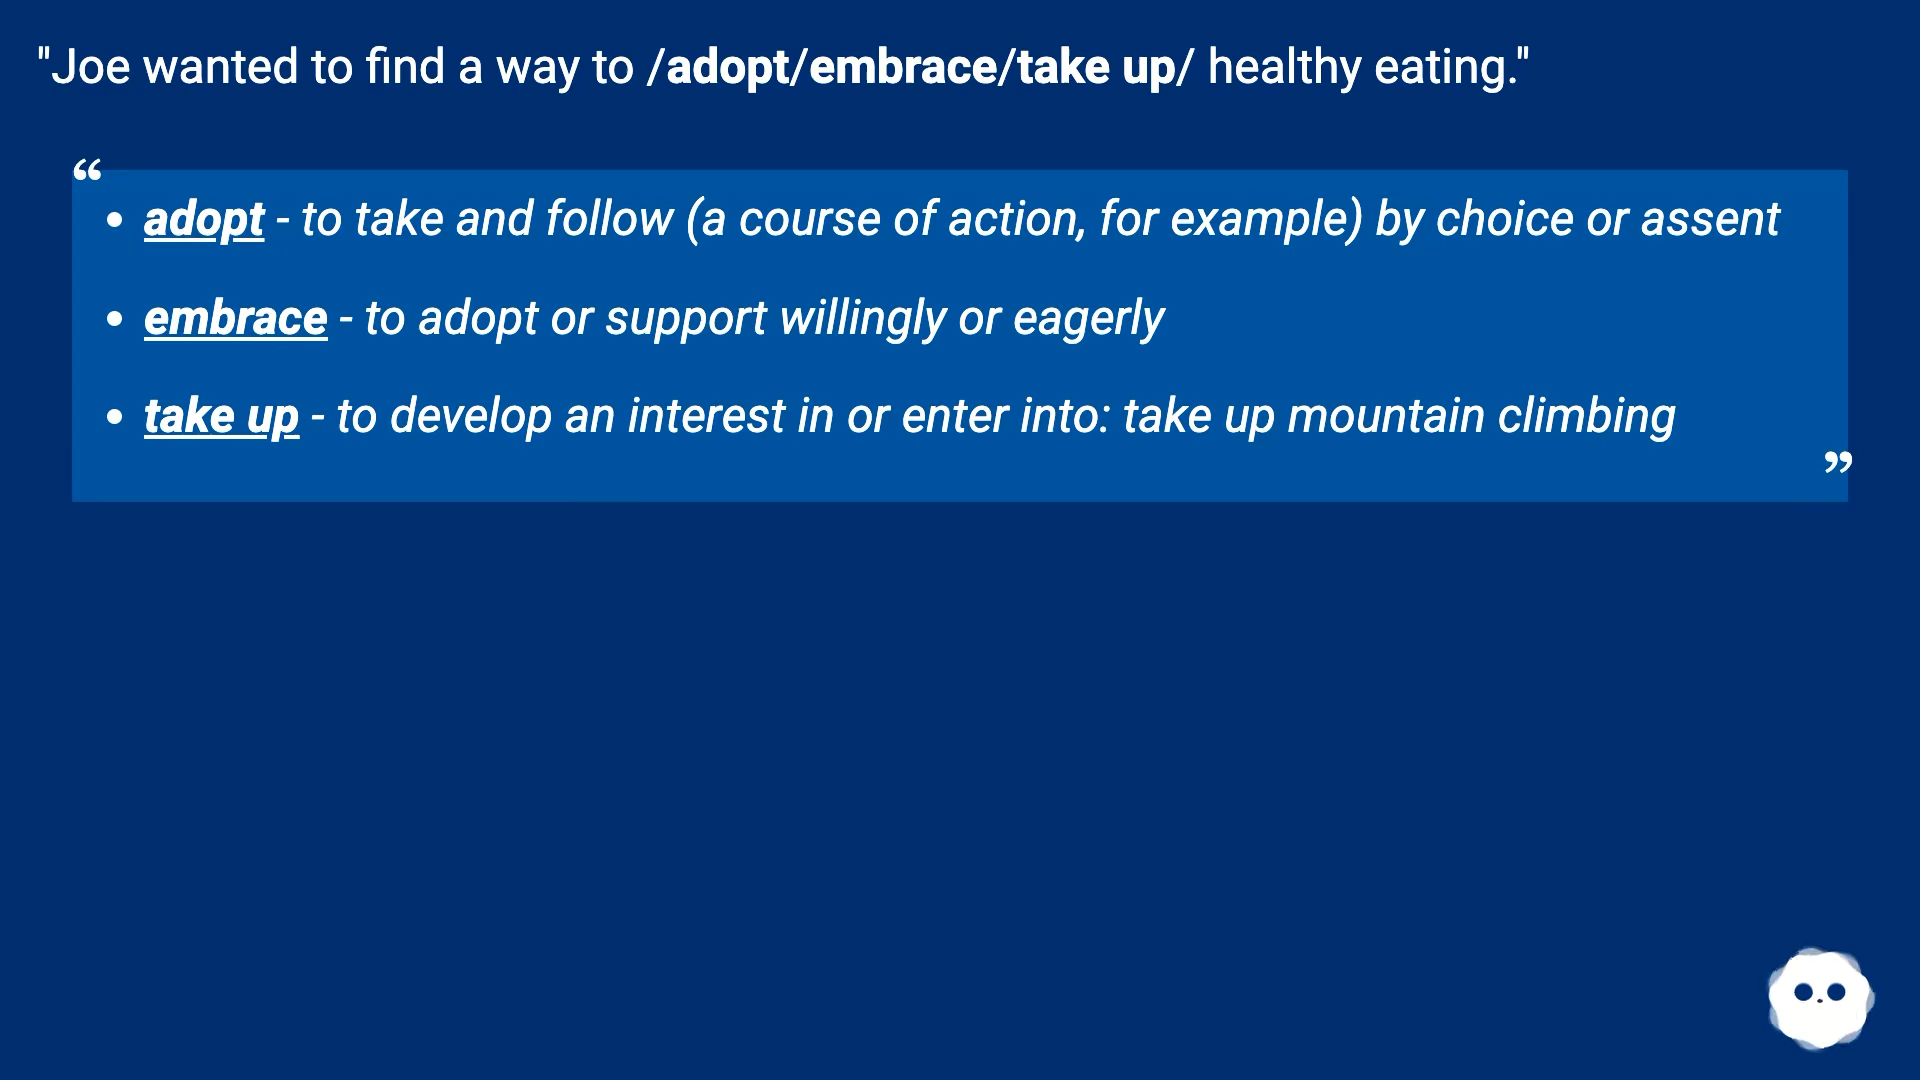 "Joe wanted to find a way to /adopt/embrace/take up/ healthy eating."
“
• adopt - to take and follow (a course of action, for example) by choice or assent
• embrace - to adopt or support willingly or eagerly
• take up - to develop an interest in or enter into: take up mountain climbing
”